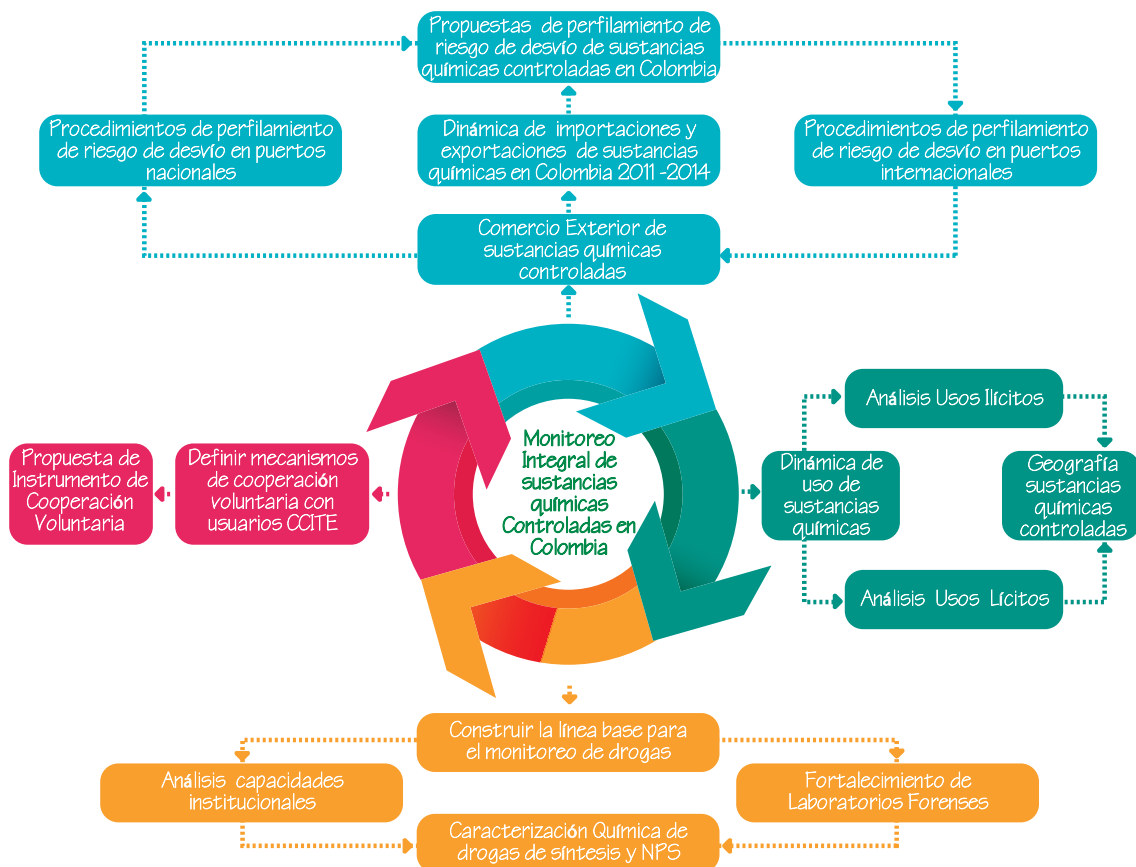 Propuestas de perfilamiento de
riesgo de desvío de sustancias
químicas controladas en Colombia
Procedimientos de perfilamiento
de riesgo de desvío en puertos
nacionales
Dinámica de importaciones y
exportaciones de sustancias
químicas en Colombia 2011 -2014
Procedimientos de perfilamiento
de riesgo de desvío en puertos
internacionales
Comercio Exterior de
sustancias químicas
controladas
Monitoreo
Integral de
sustancias
químicas
Controladas en
Colombia
Análisis Usos Ilícitos
Dinámica de
uso de
sustancias
químicas
Geografía
sustancias
químicas
controladas
Análisis Usos Lícitos
Propuesta de
Instrumento de
Cooperación
Voluntaria
Definir mecanismos
de cooperación
voluntaria con
usuarios CCITE
Construir la línea base para
el monitoreo de drogas
Análisis capacidades
institucionales
Fortalecimiento de
Laboratorios Forenses
Caracterización Química de
drogas de síntesis y NPS